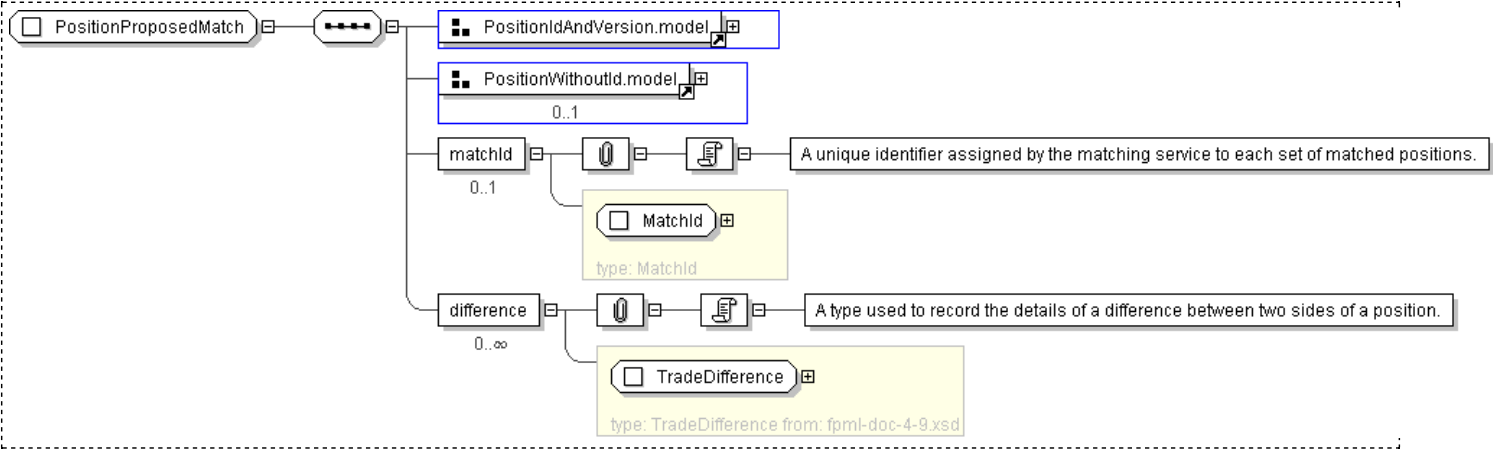 PositionProposedMatch
PositionIdAndVersion.model
PositionWithoutId.model
0..1
matchId
A unique identifier assigned by the matching service to each set of matched positions.
0..1
MatchId
type: MatchId
difference
A type used to record the details of a difference between two sides of a position.
0..∞
TradeDifference
type: TradeDifference from: fpml-doc-4-9.xsd